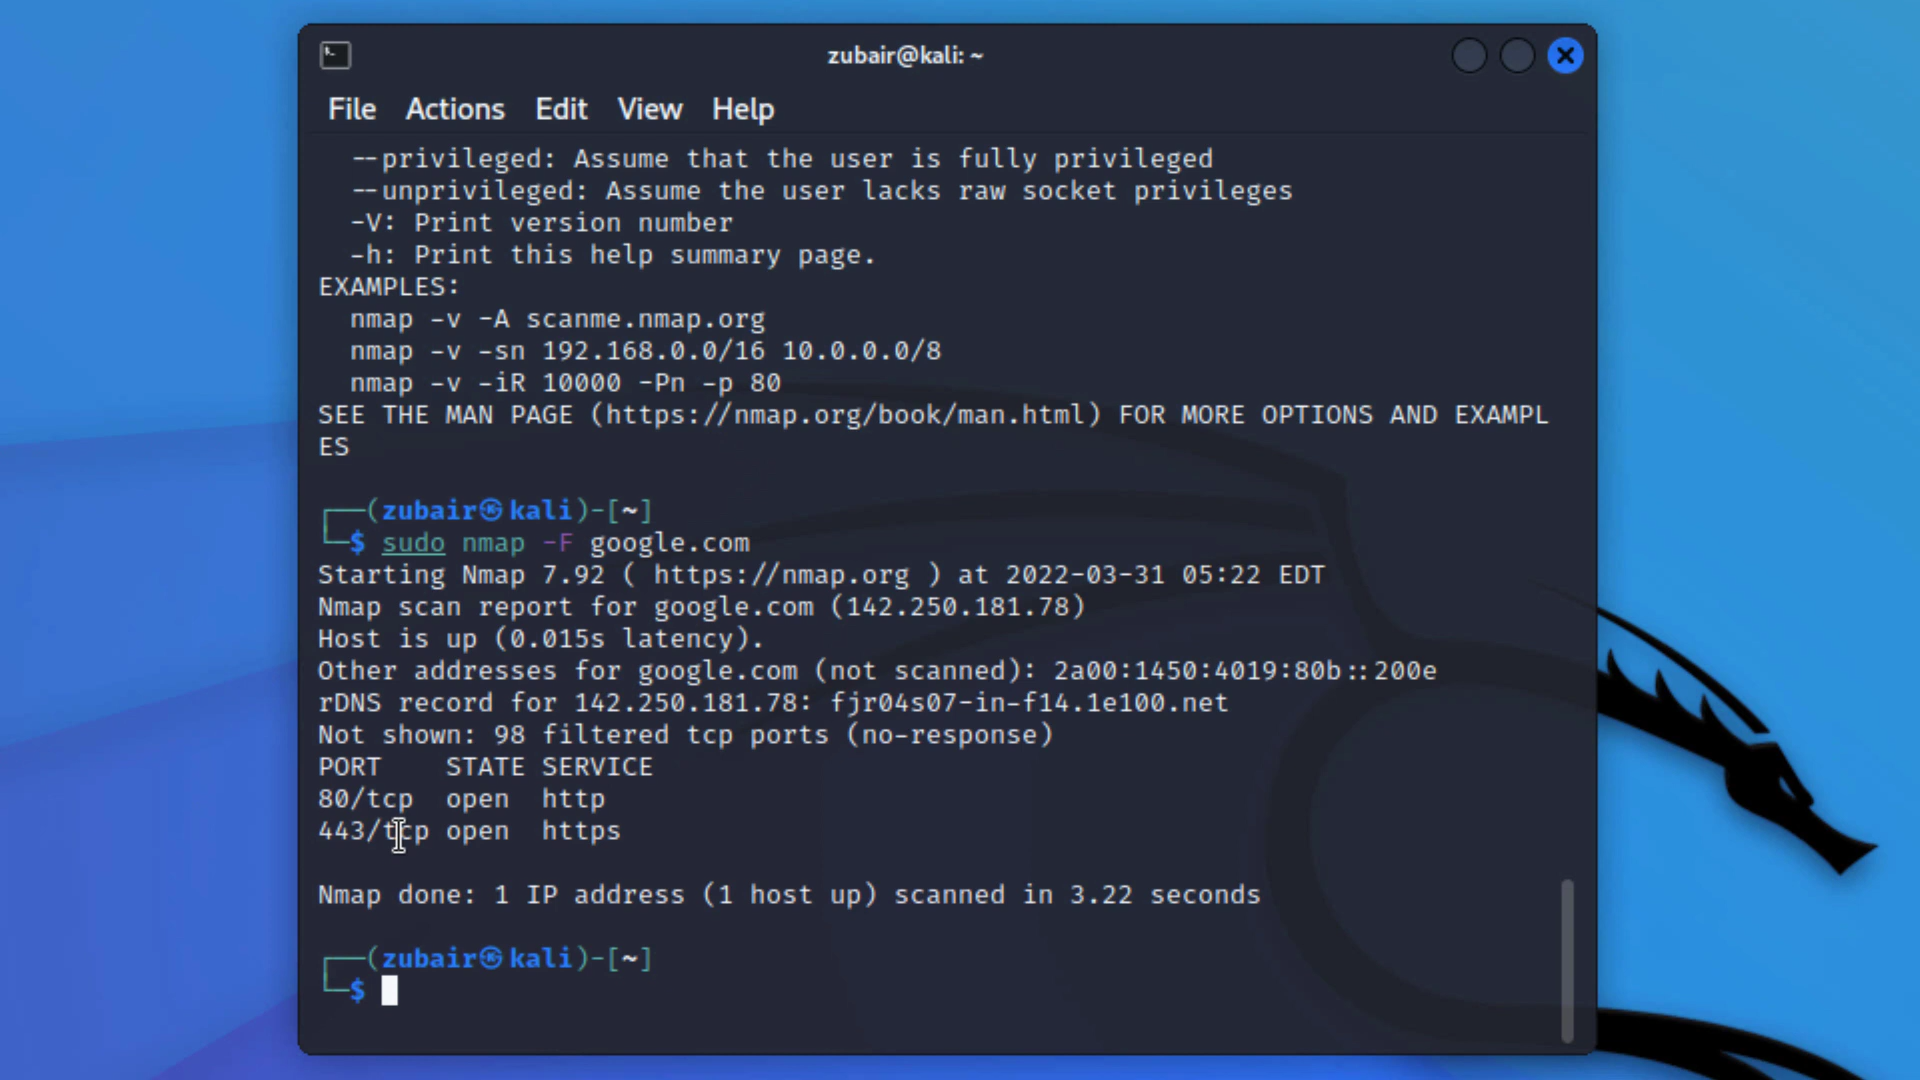 zubair@kali: ~
File Actions Edit View Help
--privileged: Assume that the user is fully privileged
--unprivileged: Assume the user lacks raw socket privileges
-V: Print version number
-h: Print this help summary page.
EXAMPLES:
nmap -v -A scanme.nmap.org
nmap -v -sn 192.168.0.0/16 10.0.0.0/8
nmap -v -iR 10000 -Pn -p 80
SEE THE MAN PAGE (https://nmap.org/book/man.html) FOR MORE OPTIONS AND EXAMPL
ES
┌──(zubair㉿kali)-[~]
└─$ sudo nmap -F google.com
Starting Nmap 7.92 ( https://nmap.org ) at 2022-03-31 05:22 EDT
Nmap scan report for google.com (142.250.181.78)
Host is up (0.015s latency).
Other addresses for google.com (not scanned): 2a00:1450:4019:80b::200e
rDNS record for 142.250.181.78: fjr04s07-in-f14.1e100.net
Not shown: 98 filtered tcp ports (no-response)
PORT    STATE SERVICE
80/tcp  open  http
443/tcp open  https
Nmap done: 1 IP address (1 host up) scanned in 3.22 seconds
┌──(zubair㉿kali)-[~]
└─$